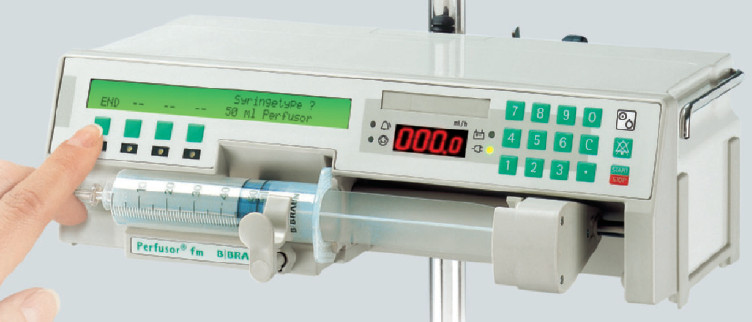 Syringetype ?
END -- -- -- 50 ml Perfusor
ml/h
000.0
7 8 9 0
4 5 6 C
1 2 3 .
START
B|BRAUN
Perfusor® fm B|BRA